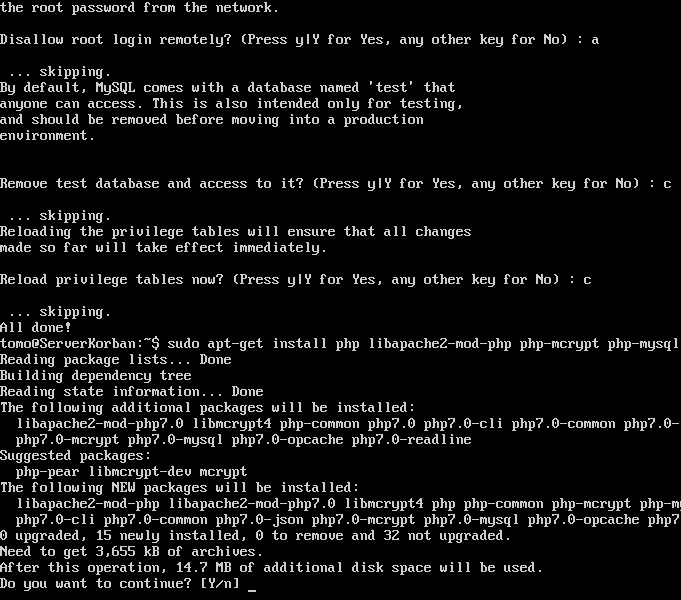 the root password from the network.
Disallow root login remotely? (Press y|Y for Yes, any other key for No) : a
 ... skipping.
By default, MySQL comes with a database named 'test' that
anyone can access. This is also intended only for testing,
and should be removed before moving into a production
environment.
Remove test database and access to it? (Press y|Y for Yes, any other key for No) : c
 ... skipping.
Reloading the privilege tables will ensure that all changes
made so far will take effect immediately.
Reload privilege tables now? (Press y|Y for Yes, any other key for No) : c
 ... skipping.
All done!
tomo@ServerKorban:~$ sudo apt-get install php libapache2-mod-php php-mcrypt php-mysql
Reading package lists... Done
Building dependency tree
Reading state information... Done
The following additional packages will be installed:
  libapache2-mod-php7.0 libmcrypt4 php-common php7.0 php7.0-cli php7.0-common php7.0-
  php7.0-mcrypt php7.0-mysql php7.0-opcache php7.0-readline
Suggested packages:
  php-pear libmcrypt-dev mcrypt
The following NEW packages will be installed:
  libapache2-mod-php libapache2-mod-php7.0 libmcrypt4 php php-common php-mcrypt php-my
  php7.0-cli php7.0-common php7.0-json php7.0-mcrypt php7.0-mysql php7.0-opcache php7
0 upgraded, 15 newly installed, 0 to remove and 32 not upgraded.
Need to get 3,655 kB of archives.
After this operation, 14.7 MB of additional disk space will be used.
Do you want to continue? [Y/n] _